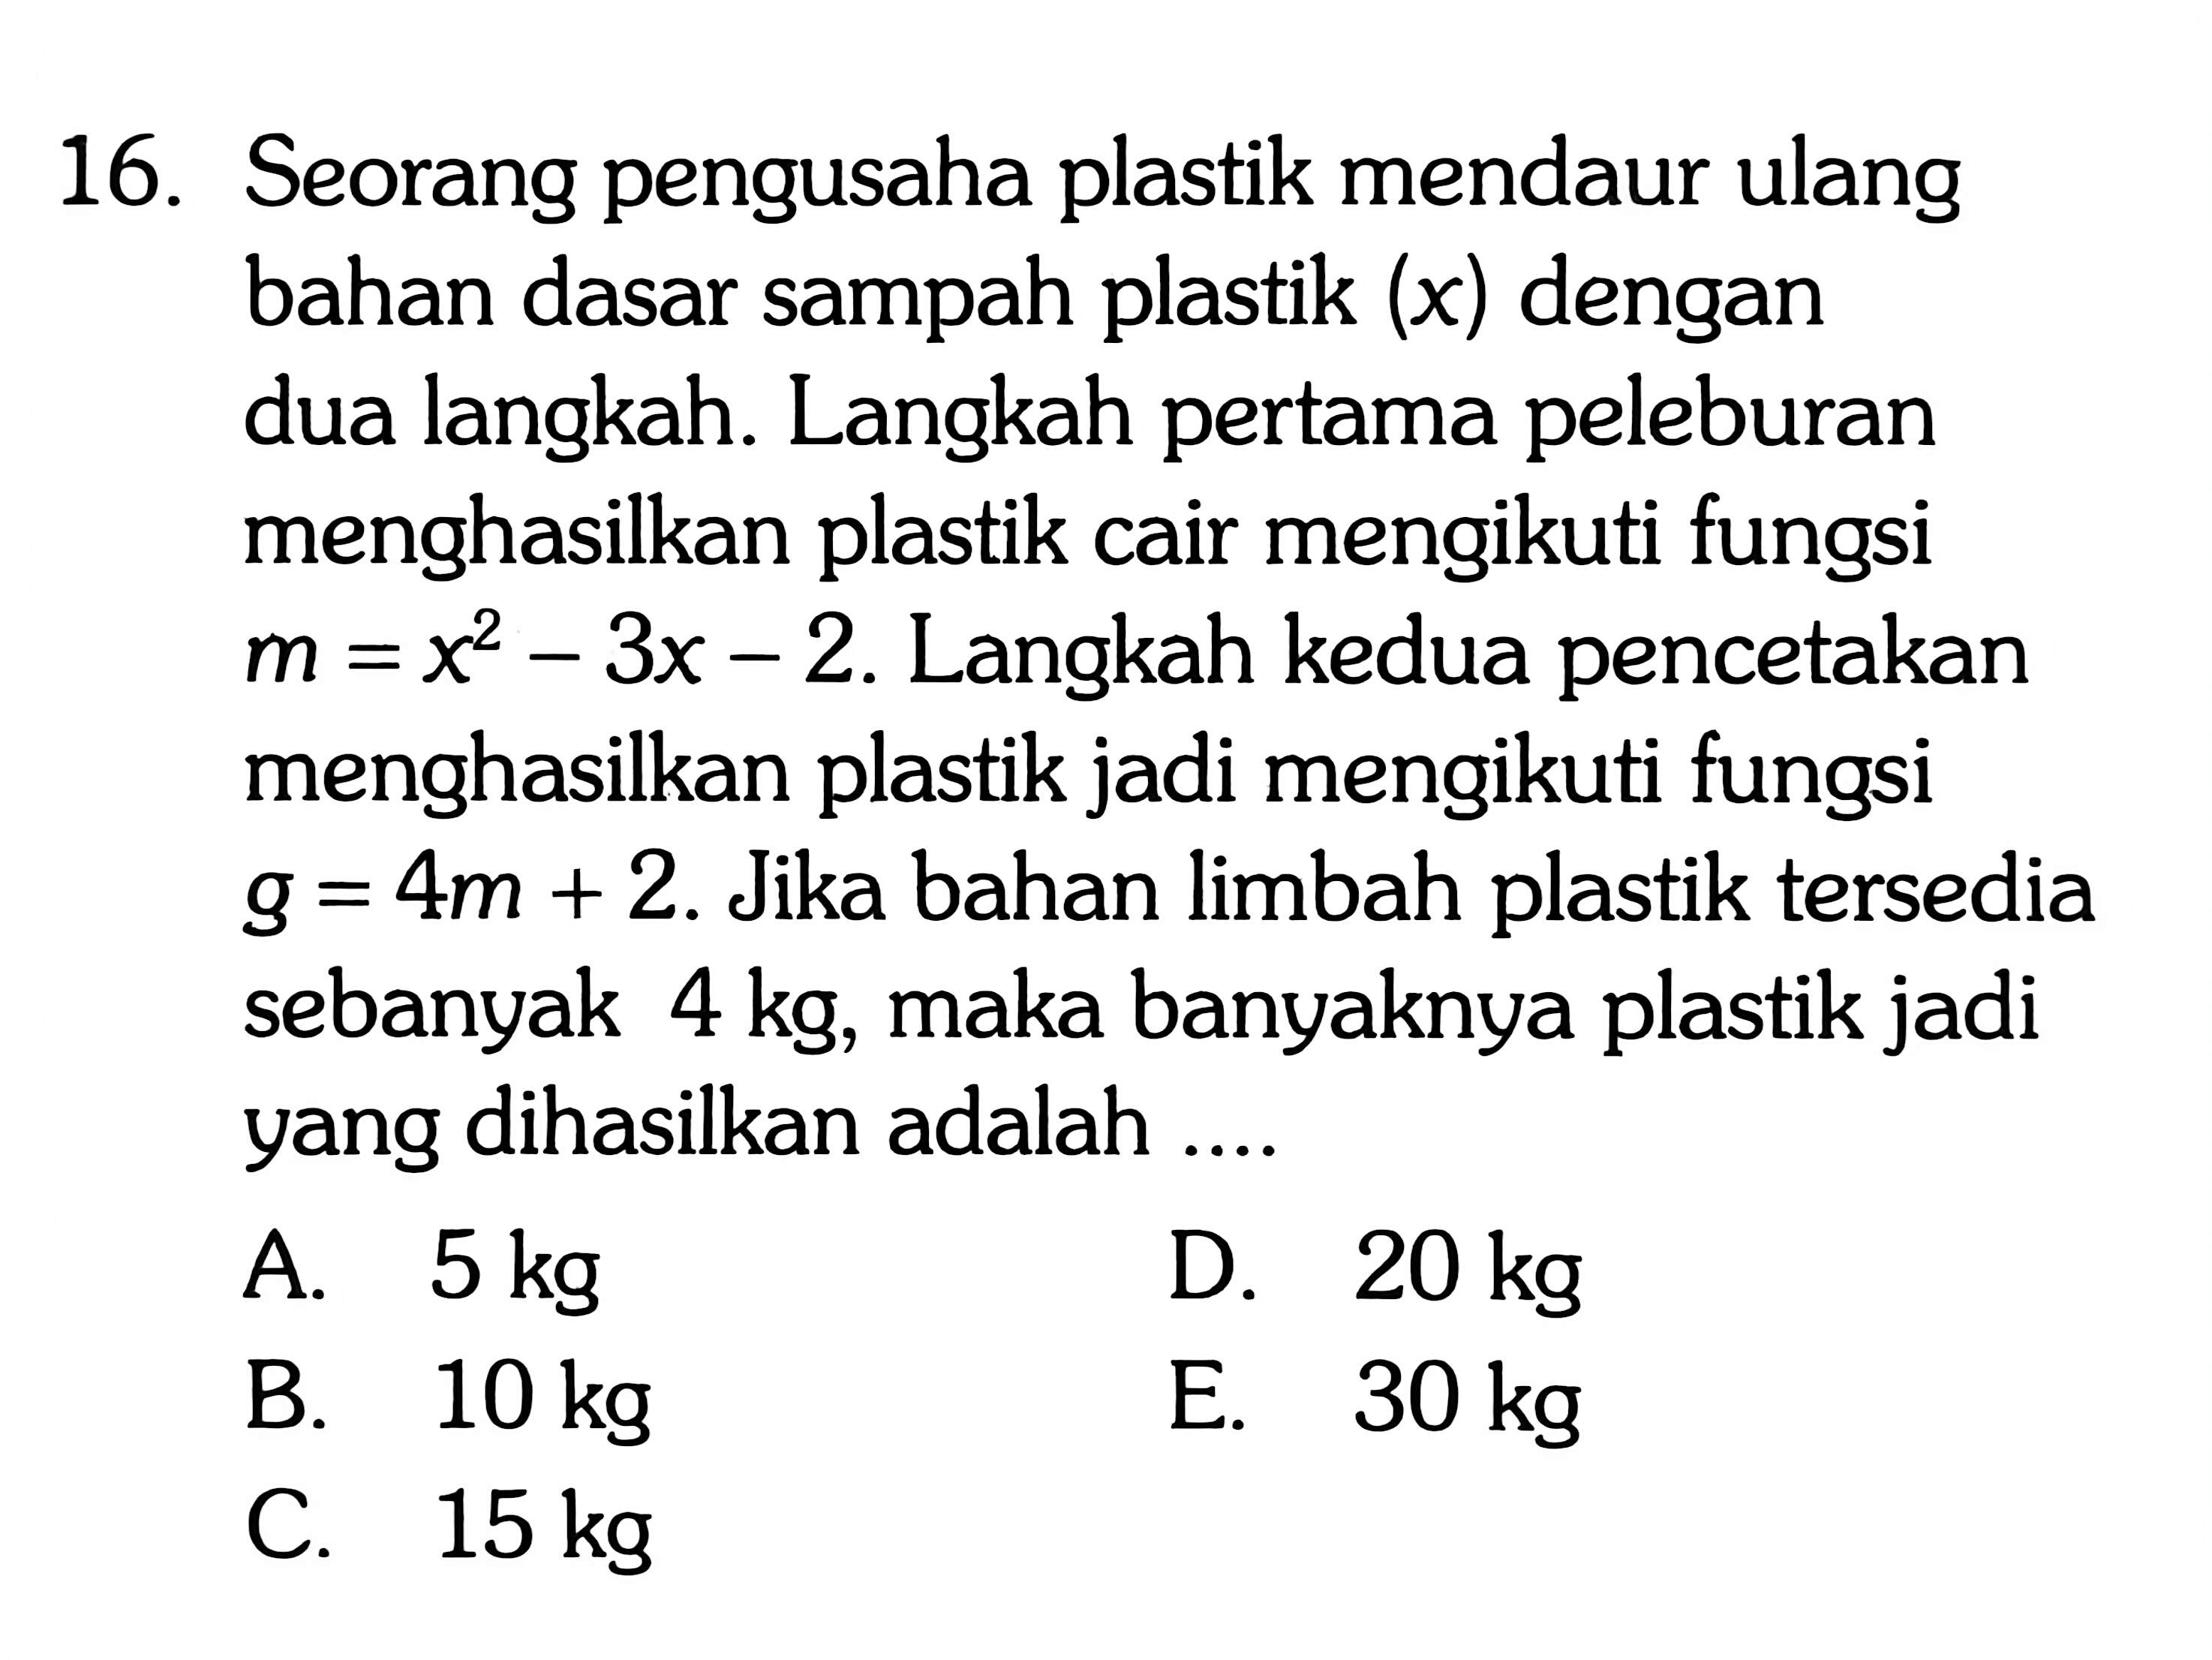 16. Seorang pengusaha plastik mendaur ulang
bahan dasar sampah plastik (x) dengan
dua langkah. Langkah pertama peleburan
menghasilkan plastik cair mengikuti fungsi
m = x² – 3x – 2. Langkah kedua pencetakan
menghasilkan plastik jadi mengikuti fungsi
g = 4m + 2. Jika bahan limbah plastik tersedia
sebanyak 4 kg, maka banyaknya plastik jadi
yang dihasilkan adalah ....
A. 5 kg
B. 10 kg
C. 15 kg
D. 20 kg
E. 30 kg